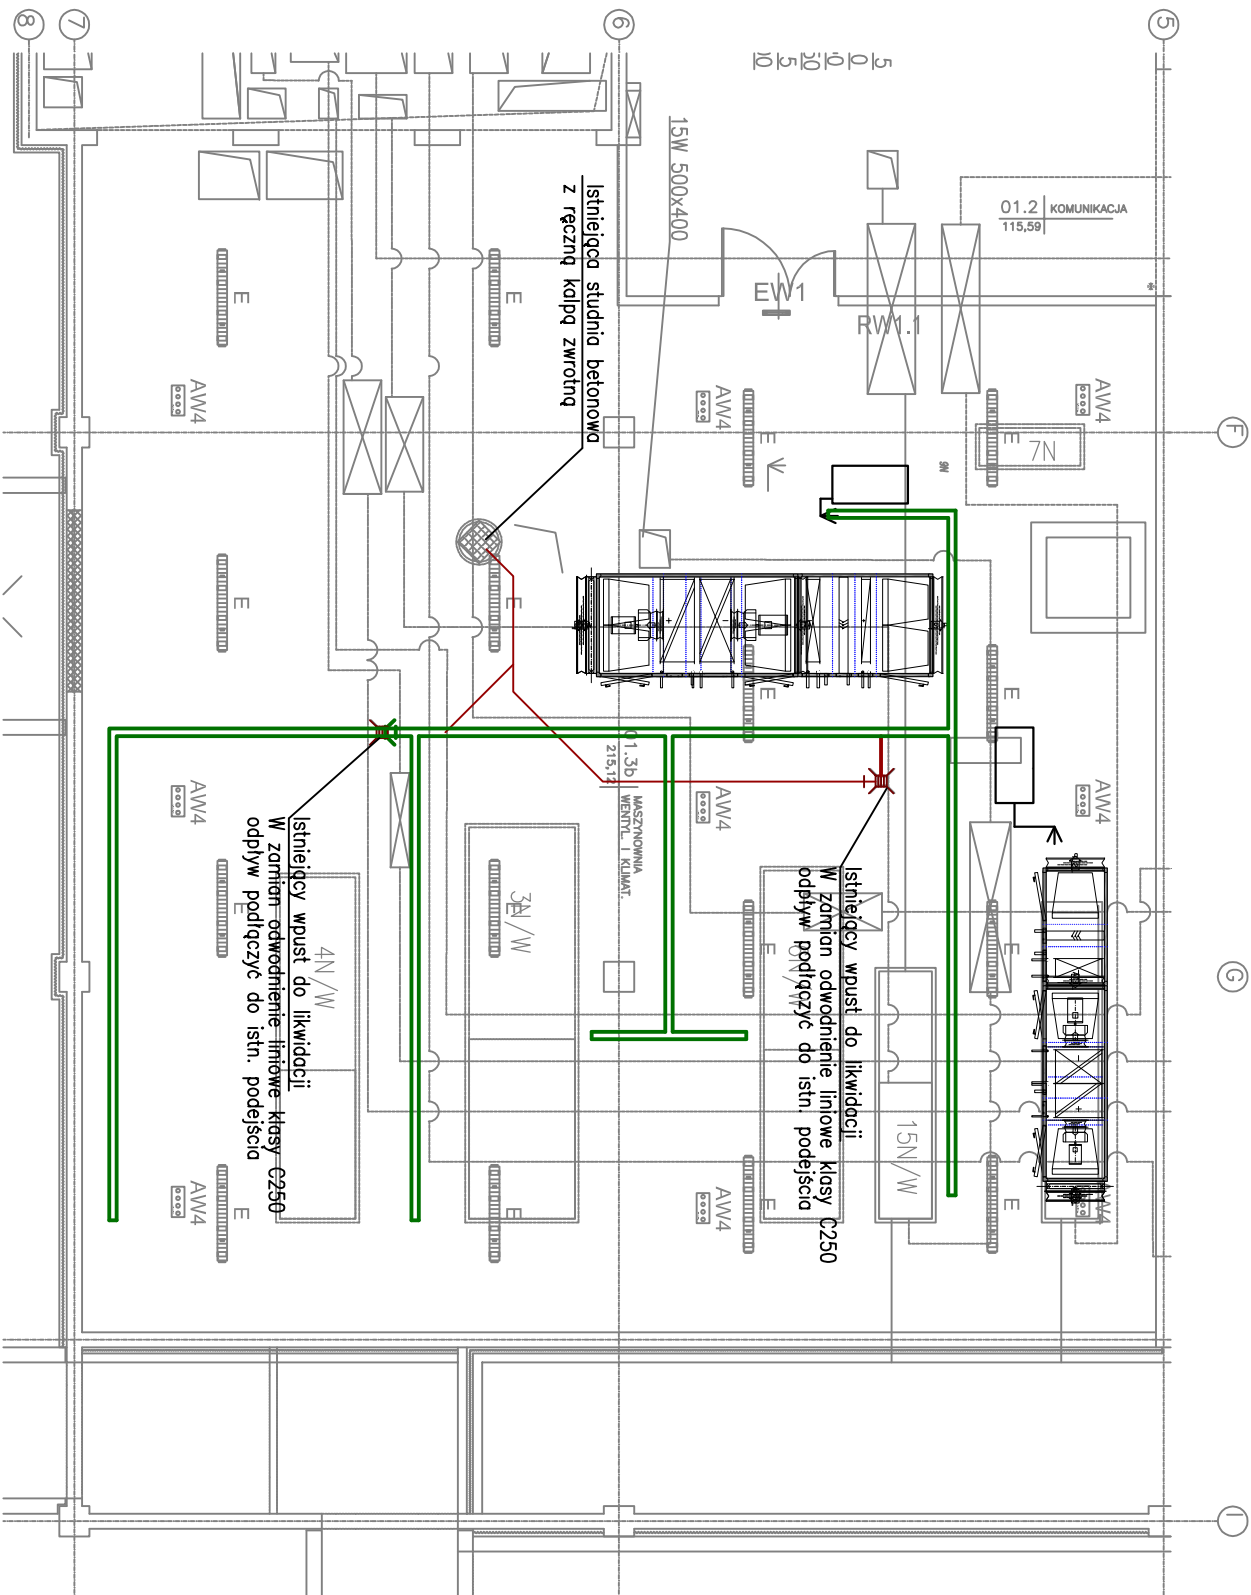 8
7
6
5
F
G
I
15W 500x400
01.2
KOMUNIKACJA
115,59
EW1
RW1.1
Istniejąca studnia betonowa
z ręczną kalpą zwrotną
E
E
AW4
AW4
AW4
E
E
7N
E
E
E
E
01.3b
215,12
MASZYNOWNIA
WENTYL. I KLIMAT.
AW4
AW4
AW4
Istniejący wpust do likwidacji
W zamian odwodnienie liniowe klasy C250
odpływ podłączyć do istn. podejścia
Istniejący wpust do likwidacji
W zamian odwodnienie liniowe klasy C250
odpływ podłączyć do istn. podejścia
E
E
E
E
4N/W
3N/W
15N/W
AW4
AW4
AW4
E
E
E
E